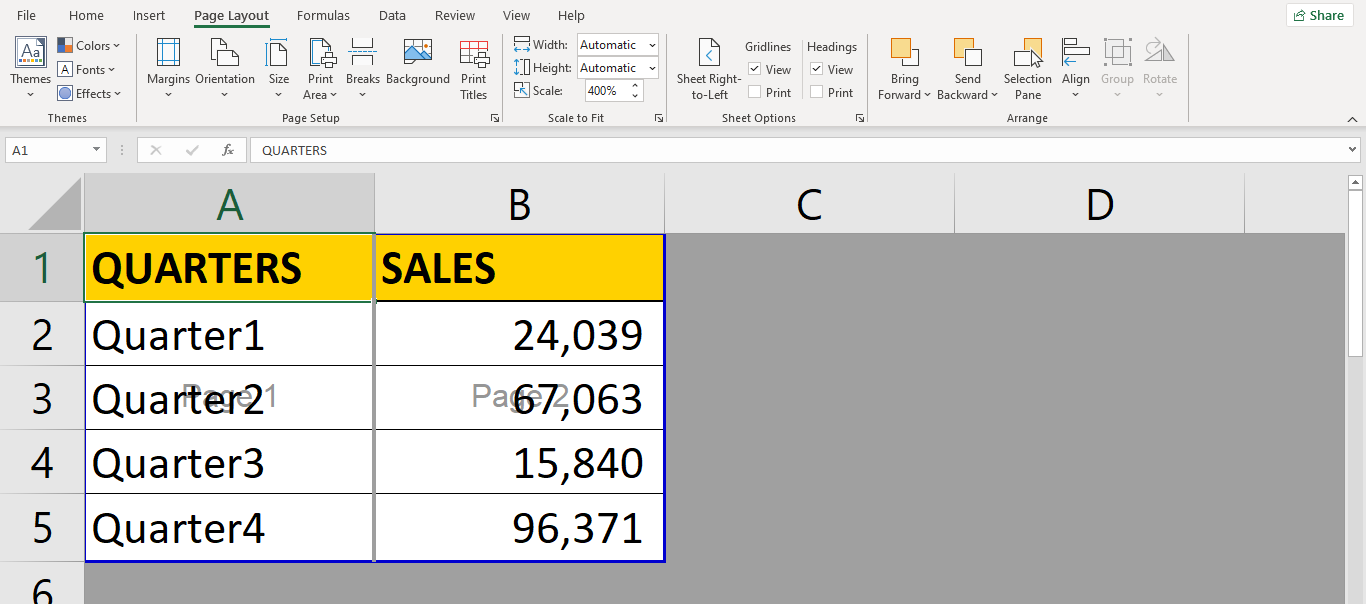 File Home Insert Page Layout Formulas Data Review View Help Share
Aa Colors Width: Automatic Gridlines Headings
A Fonts Height: Automatic View View
Themes Effects Margins Orientation Size Print Area Breaks Background Print Titles Scale: 400% Sheet Right-to-Left Print Print Bring Forward Send Backward Selection Pane Align Group Rotate
Themes Page Setup Scale to Fit Sheet Options Arrange
A1 fx QUARTERS
A B C D
1 QUARTERS SALES
2 Quarter1 24,039
3 Quarter2 67,063
Page 1 Page 2
4 Quarter3 15,840
5 Quarter4 96,371
6